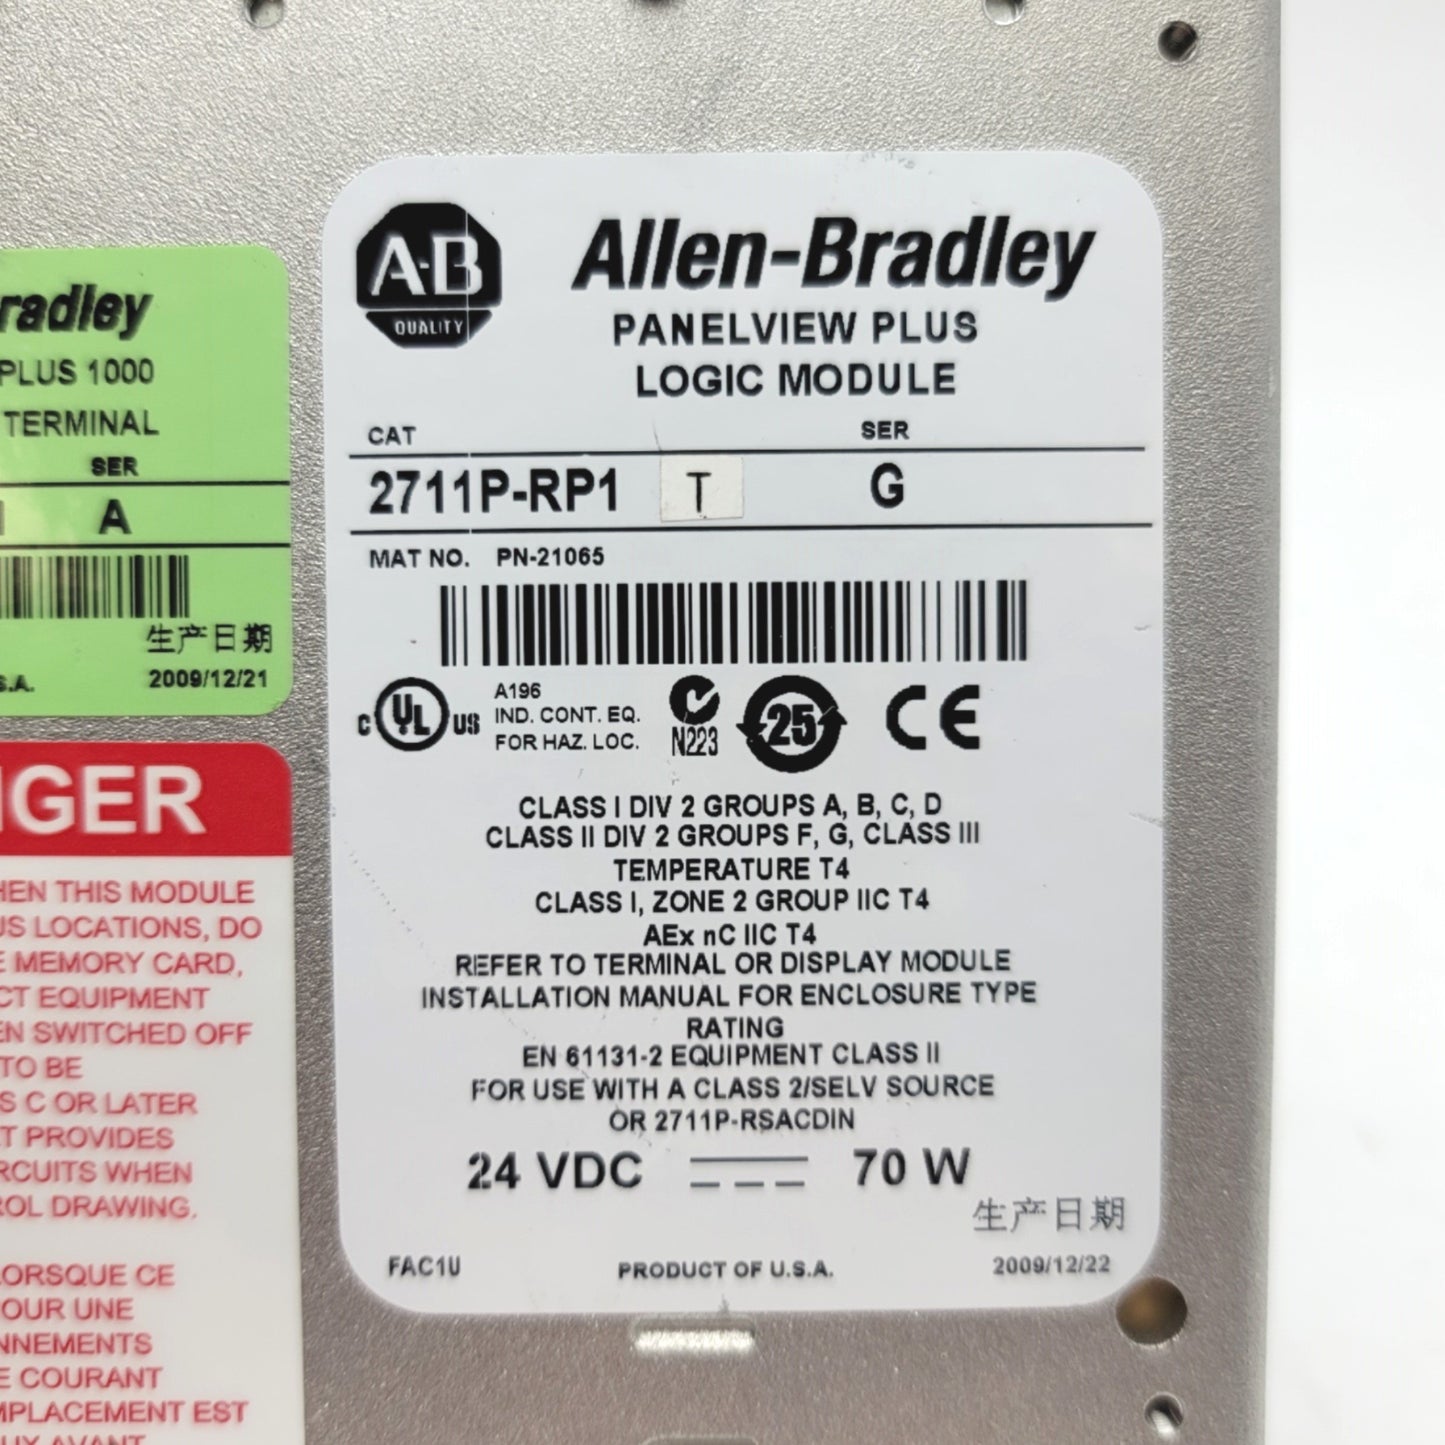 radley
PLUS 1000
TERMINAL
SER
A
生产日期
S.A.
2009/12/21
NGER
HEN THIS MODULE
US LOCATIONS, DO
E MEMORY CARD,
CT EQUIPMENT
EN SWITCHED OFF
TO BE
S C OR LATER
T PROVIDES
RCUITS WHEN
ROL DRAWING.
LORSQUE CE
OUR UNE
NNEMENTS
E COURANT
MPLACEMENT EST
UX AVANT
A-B
QUALITY
Allen-Bradley
PANELVIEW PLUS
LOGIC MODULE
CAT SER
2711P-RP1 T G
MAT NO. PN-21065
C UL US
A196
IND. CONT. EQ.
FOR HAZ. LOC.
N223
25
CE
CLASS I DIV 2 GROUPS A, B, C, D
CLASS II DIV 2 GROUPS F, G, CLASS III
TEMPERATURE T4
CLASS I, ZONE 2 GROUP IIC T4
AEx nC IIC T4
REFER TO TERMINAL OR DISPLAY MODULE
INSTALLATION MANUAL FOR ENCLOSURE TYPE
RATING
EN 61131-2 EQUIPMENT CLASS II
FOR USE WITH A CLASS 2/SELV SOURCE
OR 2711P-RSACDIN
24 VDC 70 W
生产日期
FAC1U PRODUCT OF U.S.A. 2009/12/22